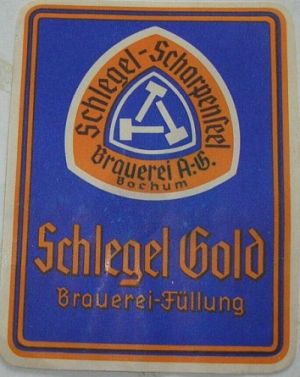 Schlegel-Scharpenseel
Brauerei A.-G.
Bochum
Schlegel Gold
Brauerei-Füllung